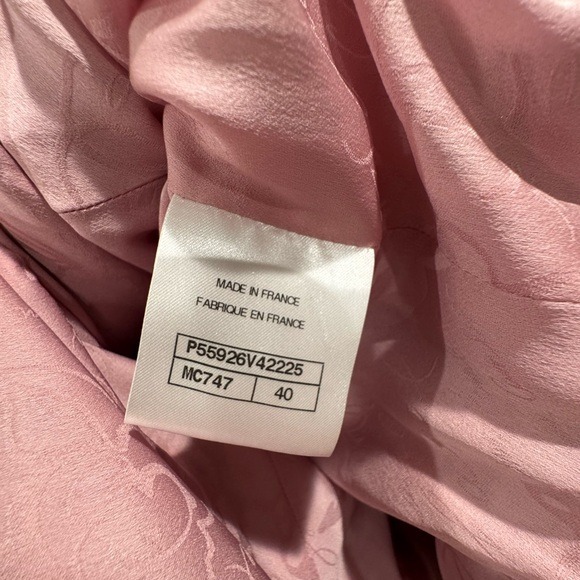 MADE IN FRANCE
FABRIQUE EN FRANCE
P55926V42225
MC747 40